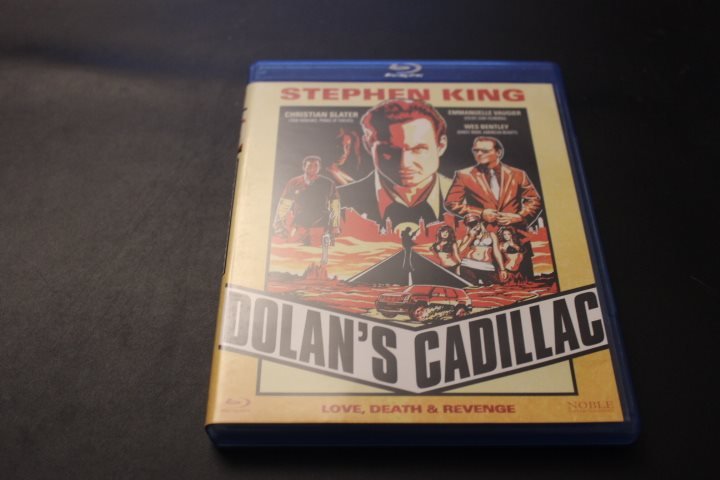 STEPHEN KING
CHRISTIAN SLATER
EMMANUELLE VAUGIER
WES BENTLEY
DOLAN'S CADILLAC
LOVE, DEATH & REVENGE
NOBLE